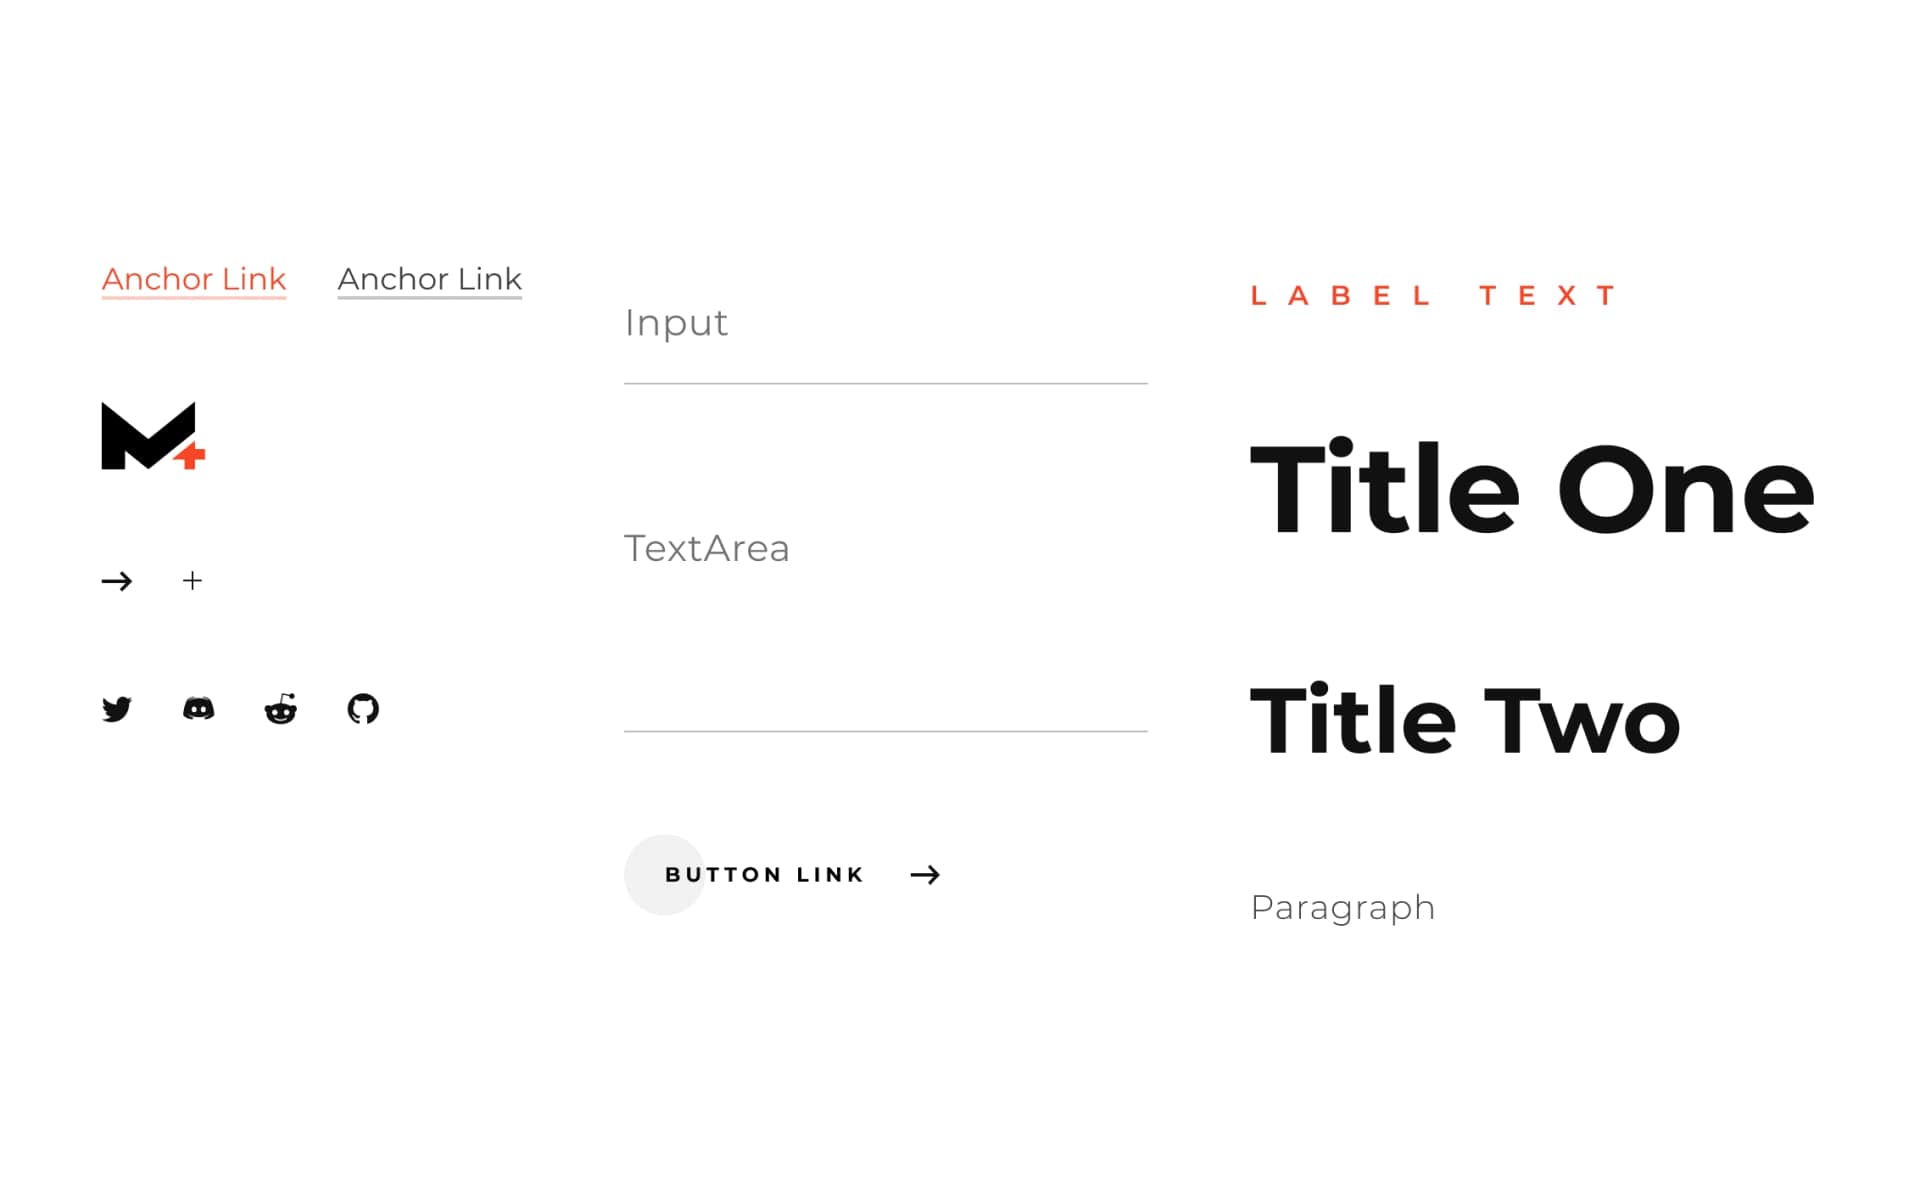 Anchor Link
Anchor Link
Input
TextArea
BUTTON LINK
LABEL TEXT
Title One
Title Two
Paragraph